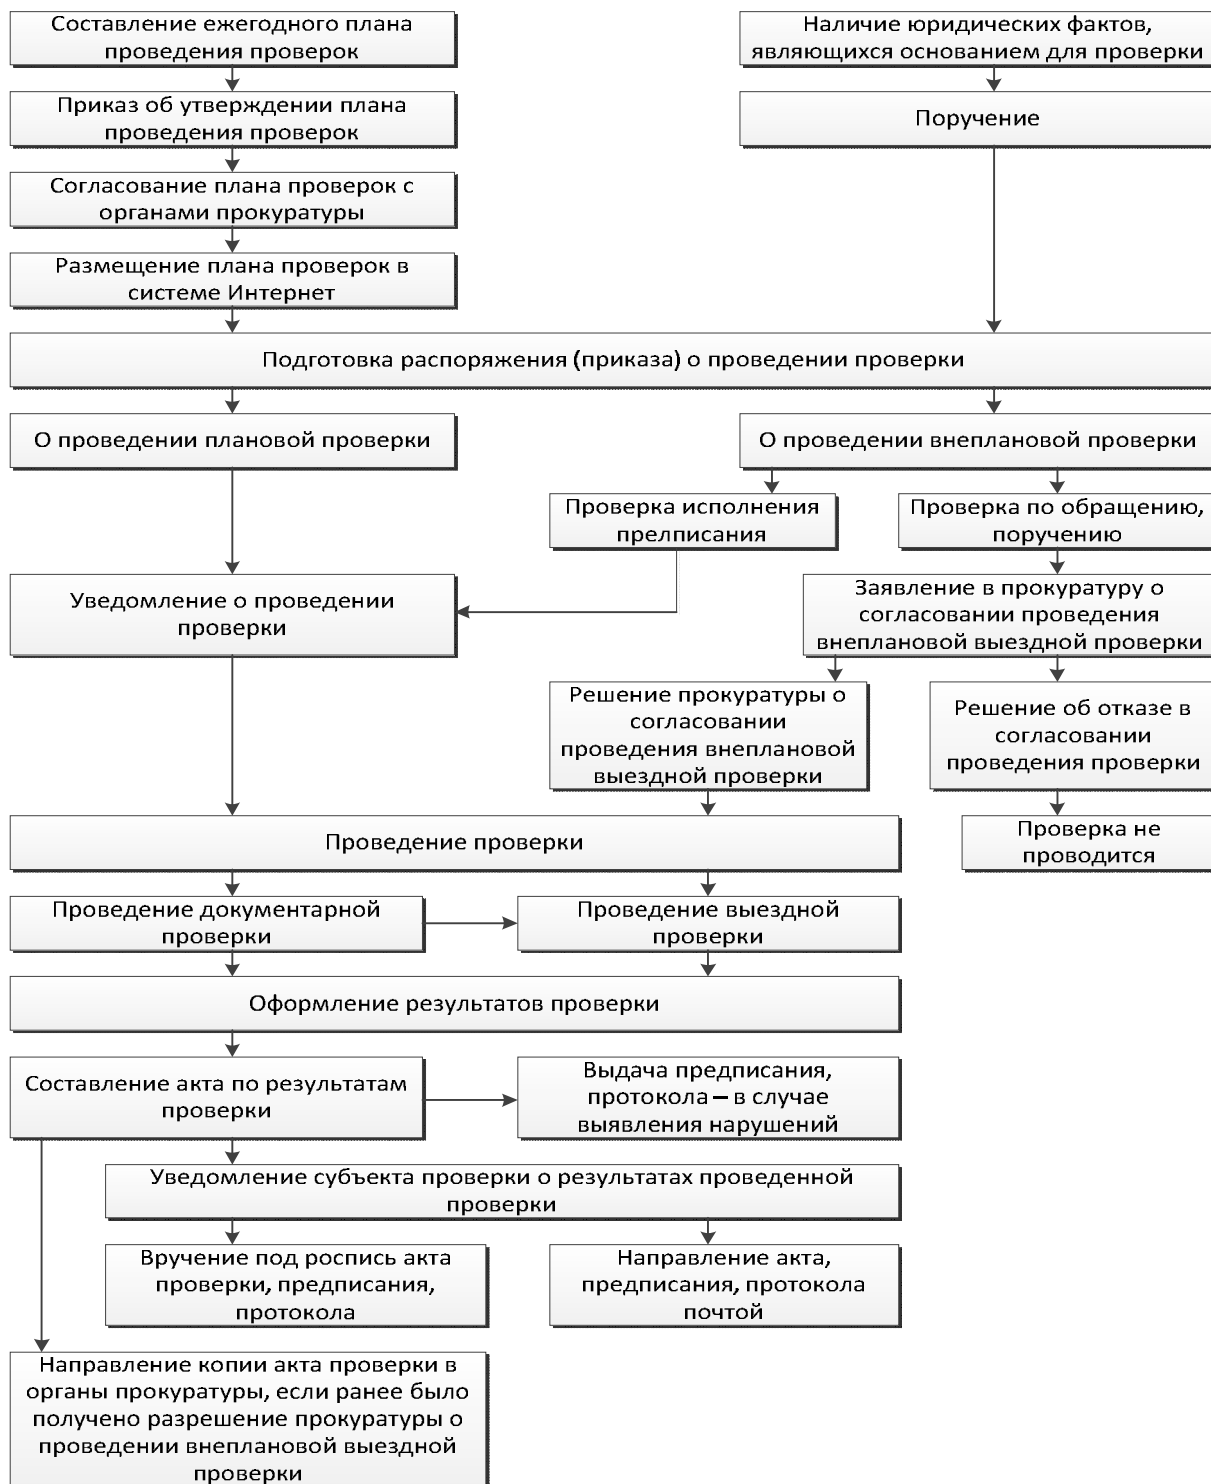 Составление ежегодного плана
проведения проверок
Наличие юридических фактов,
являющихся основанием для проверки
Приказ об утверждении плана
проведения проверок
Поручение
Согласование плана проверок с
органами прокуратуры
Размещение плана проверок в
системе Интернет
Подготовка распоряжения (приказа) о проведении проверки
О проведении плановой проверки
О проведении внеплановой проверки
Проверка исполнения
прелписания
Проверка по обращению,
поручению
Уведомление о проведении
проверки
Заявление в прокуратуру о
согласовании проведения
внеплановой выездной проверки
Решение прокуратуры о
согласовании
проведения внеплановой
выездной проверки
Решение об отказе в
согласовании
проведения проверки
Проведение проверки
Проверка не
проводится
Проведение документарной
проверки
Проведение выездной
проверки
Оформление результатов проверки
Составление акта по результатам
проверки
Выдача предписания,
протокола – в случае
выявления нарушений
Уведомление субъекта проверки о результатах проведенной
проверки
Вручение под роспись акта
проверки, предписания,
протокола
Направление акта,
предписания, протокола
почтой
Направление копии акта проверки в
органы прокуратуры, если ранее было
получено разрешение прокуратуры о
проведении внеплановой выездной
проверки